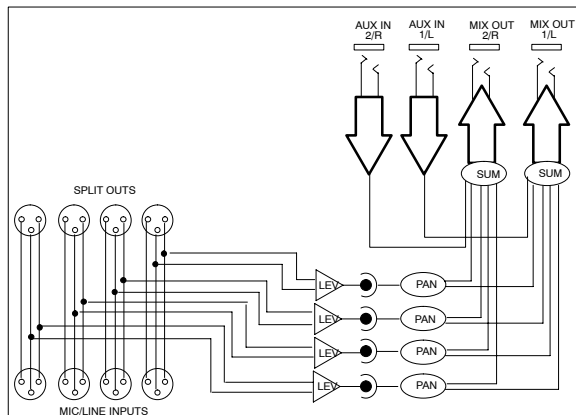 AUX IN 2/R
AUX IN 1/L
MIX OUT 2/R
MIX OUT 1/L
SUM
SUM
SPLIT OUTS
LEV
PAN
LEV
PAN
LEV
PAN
LEV
PAN
MIC/LINE INPUTS